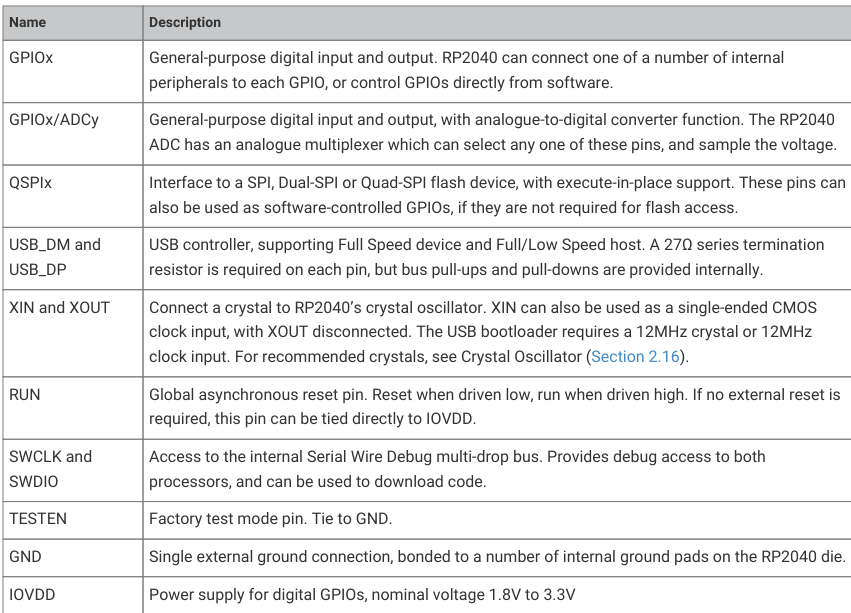 Name Description
GPIOx General-purpose digital input and output. RP2040 can connect one of a number of internal
peripherals to each GPIO, or control GPIOs directly from software.
GPIOx/ADCy General-purpose digital input and output, with analogue-to-digital converter function. The RP2040
ADC has an analogue multiplexer which can select any one of these pins, and sample the voltage.
QSPIx Interface to a SPI, Dual-SPI or Quad-SPI flash device, with execute-in-place support. These pins can
also be used as software-controlled GPIOs, if they are not required for flash access.
USB_DM and USB controller, supporting Full Speed device and Full/Low Speed host. A 27Ω series termination
USB_DP resistor is required on each pin, but bus pull-ups and pull-downs are provided internally.
XIN and XOUT Connect a crystal to RP2040’s crystal oscillator. XIN can also be used as a single-ended CMOS
clock input, with XOUT disconnected. The USB bootloader requires a 12MHz crystal or 12MHz
clock input. For recommended crystals, see Crystal Oscillator (Section 2.16).
RUN Global asynchronous reset pin. Reset when driven low, run when driven high. If no external reset is
required, this pin can be tied directly to IOVDD.
SWCLK and Access to the internal Serial Wire Debug multi-drop bus. Provides debug access to both
SWDIO processors, and can be used to download code.
TESTEN Factory test mode pin. Tie to GND.
GND Single external ground connection, bonded to a number of internal ground pads on the RP2040 die.
IOVDD Power supply for digital GPIOs, nominal voltage 1.8V to 3.3V